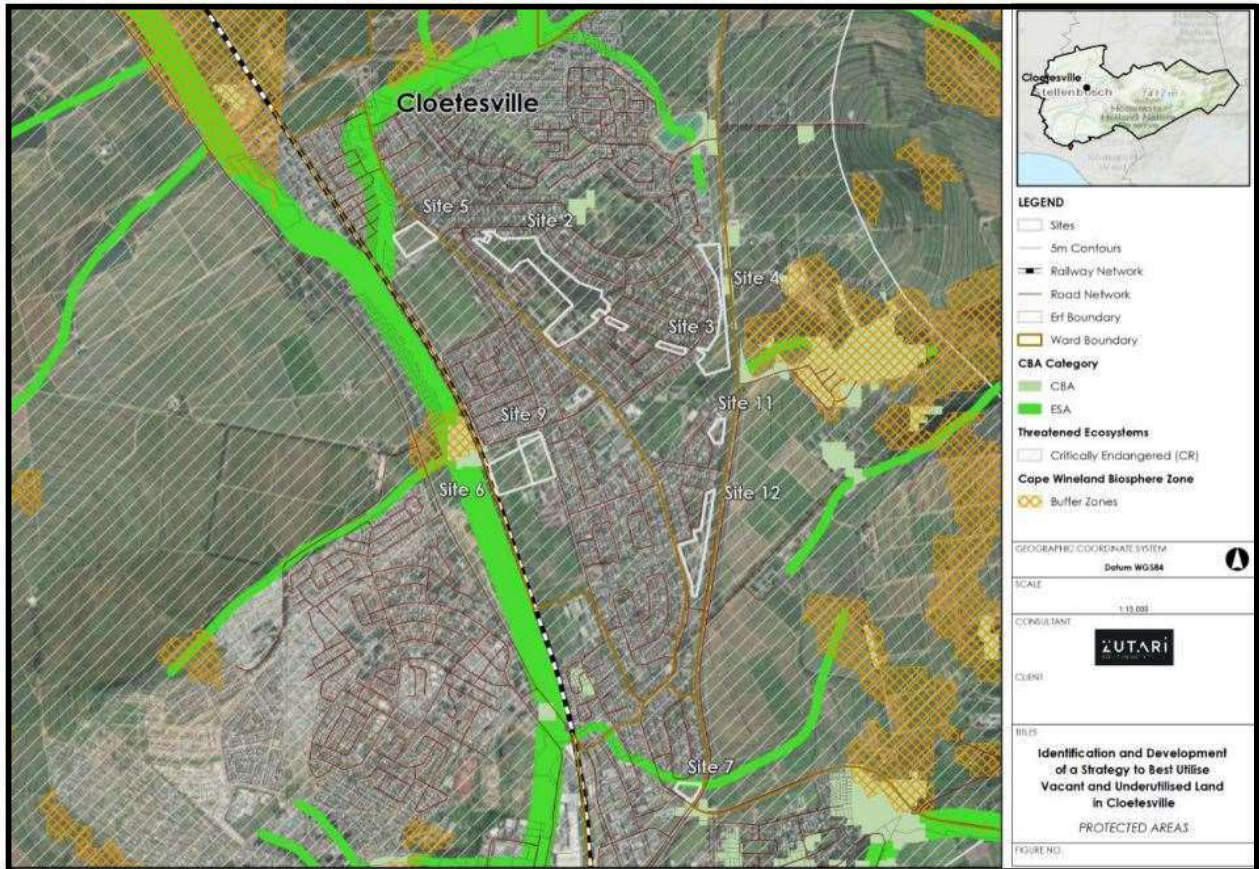 Cloetesville
Site 5
Site 2
Site 4
Site 3
Site 11
Site 9
Site 6
Site 12
Site 7
Cloetesville
Stellenbosch
LEGEND
Sites
5m Contours
Railway Network
Road Network
Erf Boundary
Ward Boundary
CBA Category
CBA
ESA
Threatened Ecosystems
Critically Endangered (CR)
Cape Wineland Biosphere Zone
Buffer Zones
GEOGRAPHIC COORDINATE SYSTEM
Datum WGS84
SCALE
1:15 000
CONSULTANT
ZUTARI
CLIENT
TITLES
Identification and Development
of a Strategy to Best Utilise
Vacant and Underutilised Land
in Cloetesville
PROTECTED AREAS
FIGURE NO.